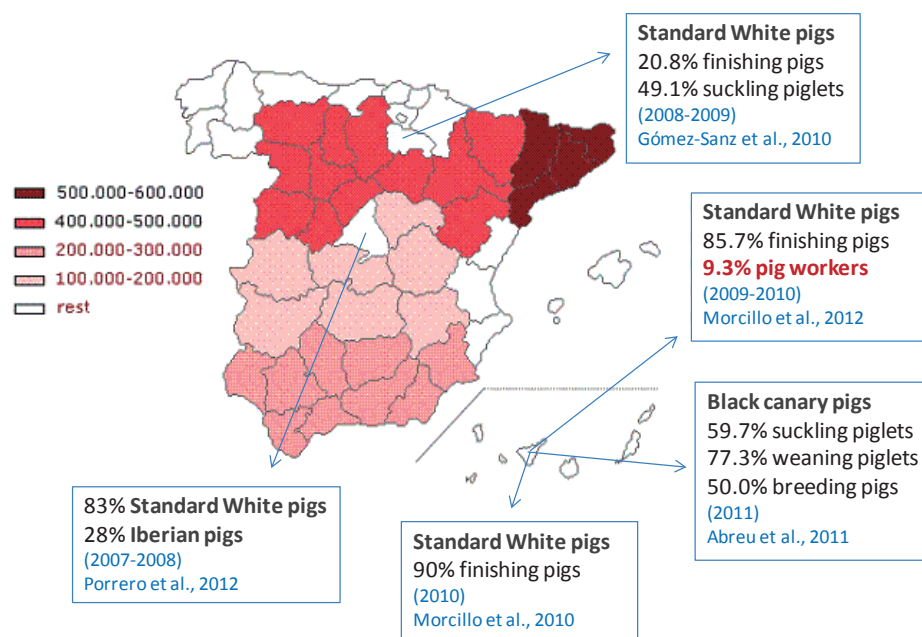 Standard White pigs
20.8% finishing pigs
49.1% suckling piglets
(2008-2009)
Gómez-Sanz et al., 2010
500.000-600.000
400.000-500.000
200.000-300.000
100.000-200.000
rest
Standard White pigs
85.7% finishing pigs
9.3% pig workers
(2009-2010)
Morcillo et al., 2012
Black canary pigs
59.7% suckling piglets
77.3% weaning piglets
50.0% breeding pigs
(2011)
Abreu et al., 2011
83% Standard White pigs
28% Iberian pigs
(2007-2008)
Porrero et al., 2012
Standard White pigs
90% finishing pigs
(2010)
Morcillo et al., 2010